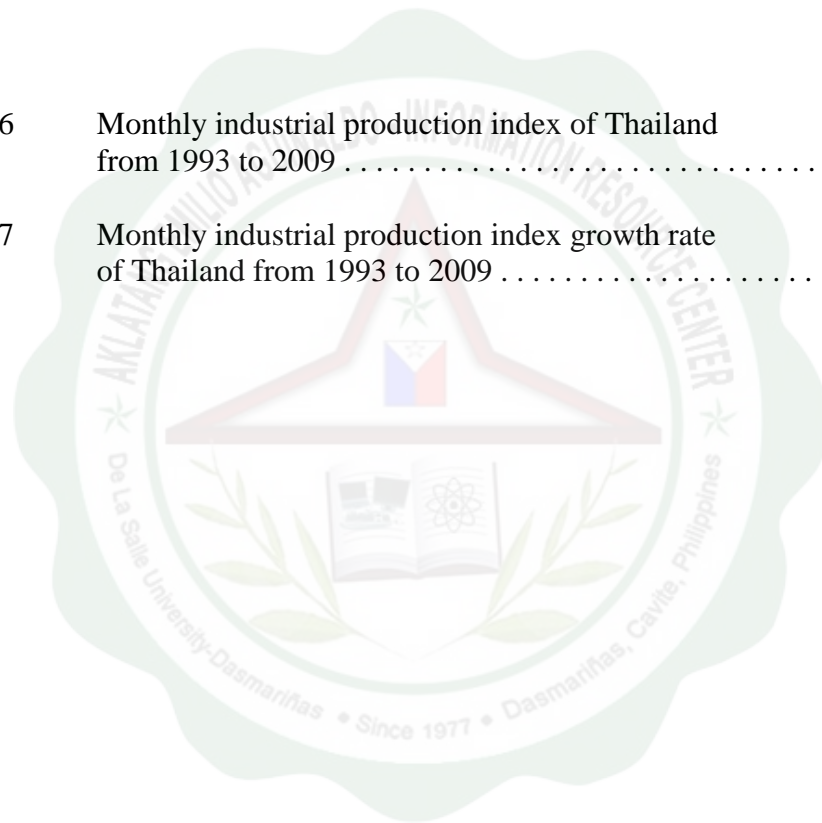 6 Monthly industrial production index of Thailand
from 1993 to 2009 . . . . . . . . . . . . . . . . . . . . . . . . . . . . . .
7 Monthly industrial production index growth rate
of Thailand from 1993 to 2009 . . . . . . . . . . . . . . . . . . . .
AKLATANG EMILIO AGUINALDO - INFORMATION RESOURCE CENTER
De La Salle University-Dasmariñas • Since 1977 • Dasmariñas, Cavite, Philippines